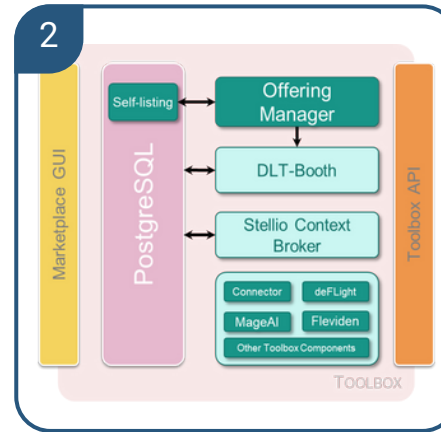 2
Marketplace GUI
PostgreSQL
Self-listing
Offering
Manager
DLT-Booth
Stellio Context
Broker
Connector
deFLight
MageAI
Fleviden
Other Toolbox Components
Toolbox API
TOOLBOX